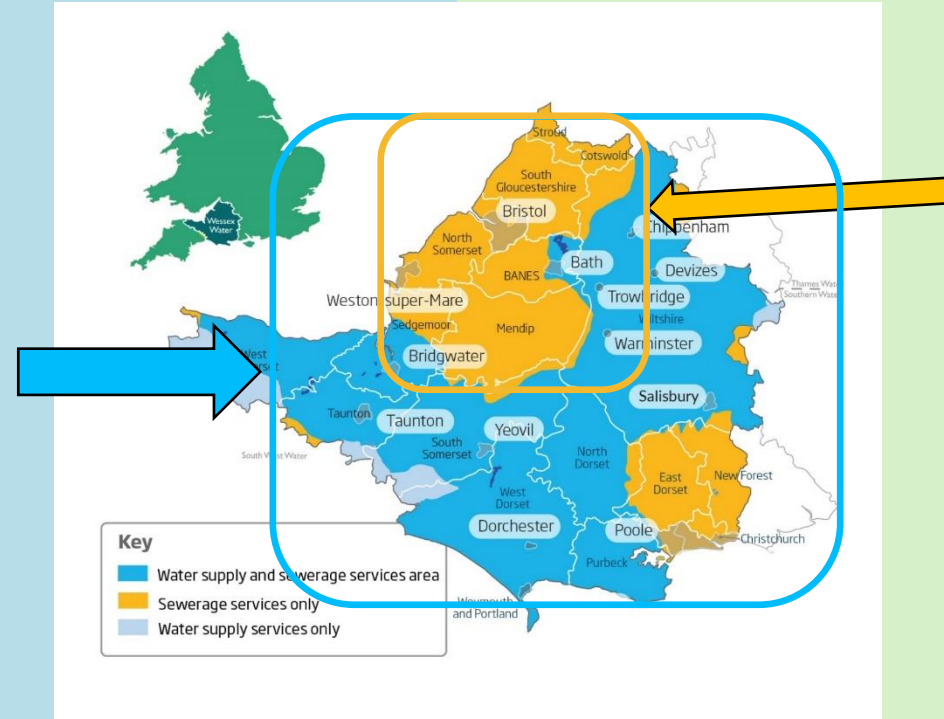 Wessex
Water
Stroud
Cotswold
South
Gloucestershire
Bristol
Chippenham
North
Somerset
Bath
BANES
Devizes
Thames Water
Southern Water
Trowbridge
Weston-super-Mare
Wiltshire
Sedgemoor
Mendip
Warminster
Bridgwater
West
Somerset
Salisbury
Taunton
Taunton
Yeovil
South West Water
South
Somerset
North
Dorset
East
Dorset
New Forest
West
Dorset
Dorchester
Poole
Christchurch
Purbeck
Weymouth
and Portland
Key
Water supply and sewerage services area
Sewerage services only
Water supply services only